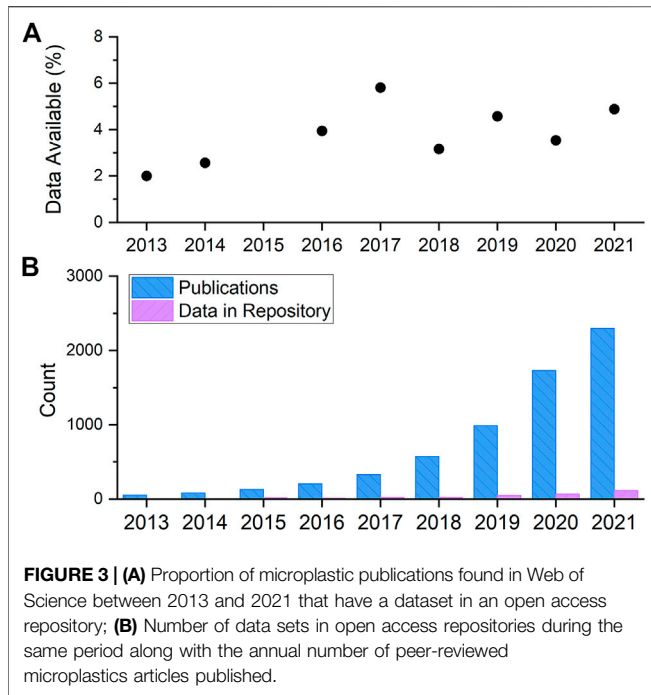 A
Data Available (%)
8
6
4
2
0
2013 2014 2015 2016 2017 2018 2019 2020 2021
B
Count
3000
2000
1000
0
Publications
Data in Repository
2013 2014 2015 2016 2017 2018 2019 2020 2021
FIGURE 3 | (A) Proportion of microplastic publications found in Web of
Science between 2013 and 2021 that have a dataset in an open access
repository; (B) Number of data sets in open access repositories during the
same period along with the annual number of peer-reviewed
microplastics articles published.